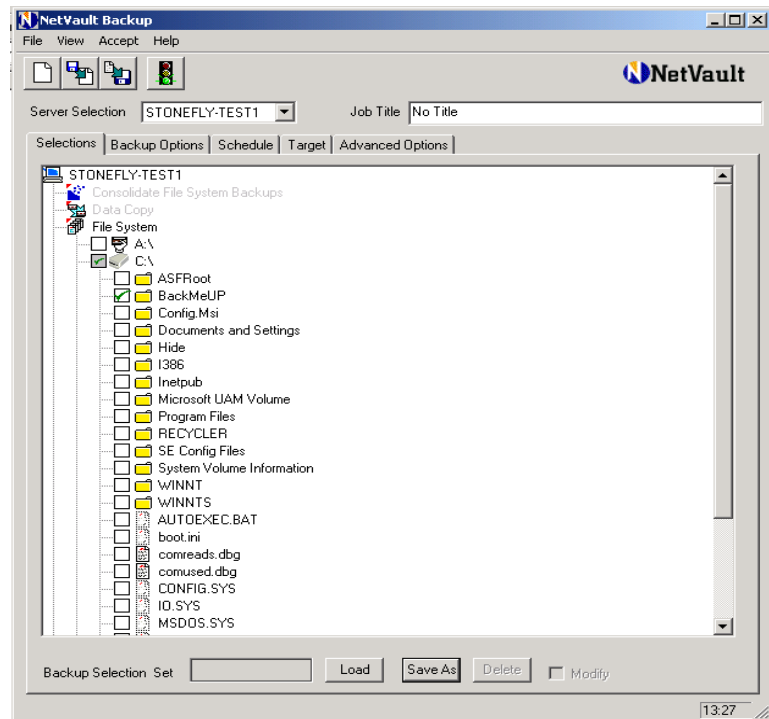 NetVault Backup
File View Accept Help
NetVault
Server Selection STONEFLY-TEST1 Job Title No Title
Selections Backup Options Schedule Target Advanced Options
STONEFLY-TEST1
Consolidate File System Backups
Data Copy
File System
A:\
C:\
ASFRoot
BackMeUP
Config.Msi
Documents and Settings
Hide
I386
Inetpub
Microsoft UAM Volume
Program Files
RECYCLER
SE Config Files
System Volume Information
WINNT
WINNTS
AUTOEXEC.BAT
boot.ini
comreads.dbg
comused.dbg
CONFIG.SYS
IO.SYS
MSDOS.SYS
Backup Selection Set Load Save As Delete Modify
13:27